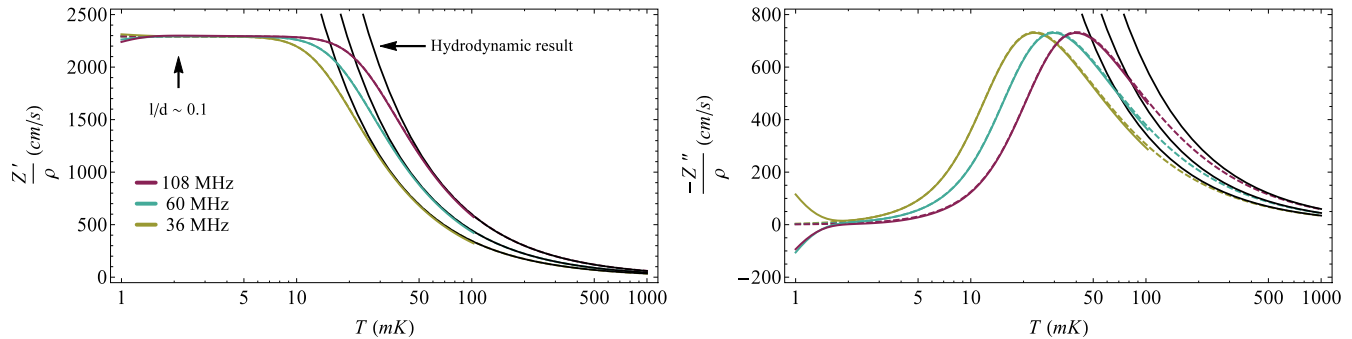 2500
2000
1500
1000
500
0
Z′/ρ (cm/s)
Hydrodynamic result
l/d ~ 0.1
108 MHz
60 MHz
36 MHz
1 5 10 50 100 500 1000
T (mK)
800
600
400
200
0
−200
−Z″/ρ (cm/s)
1 5 10 50 100 500 1000
T (mK)